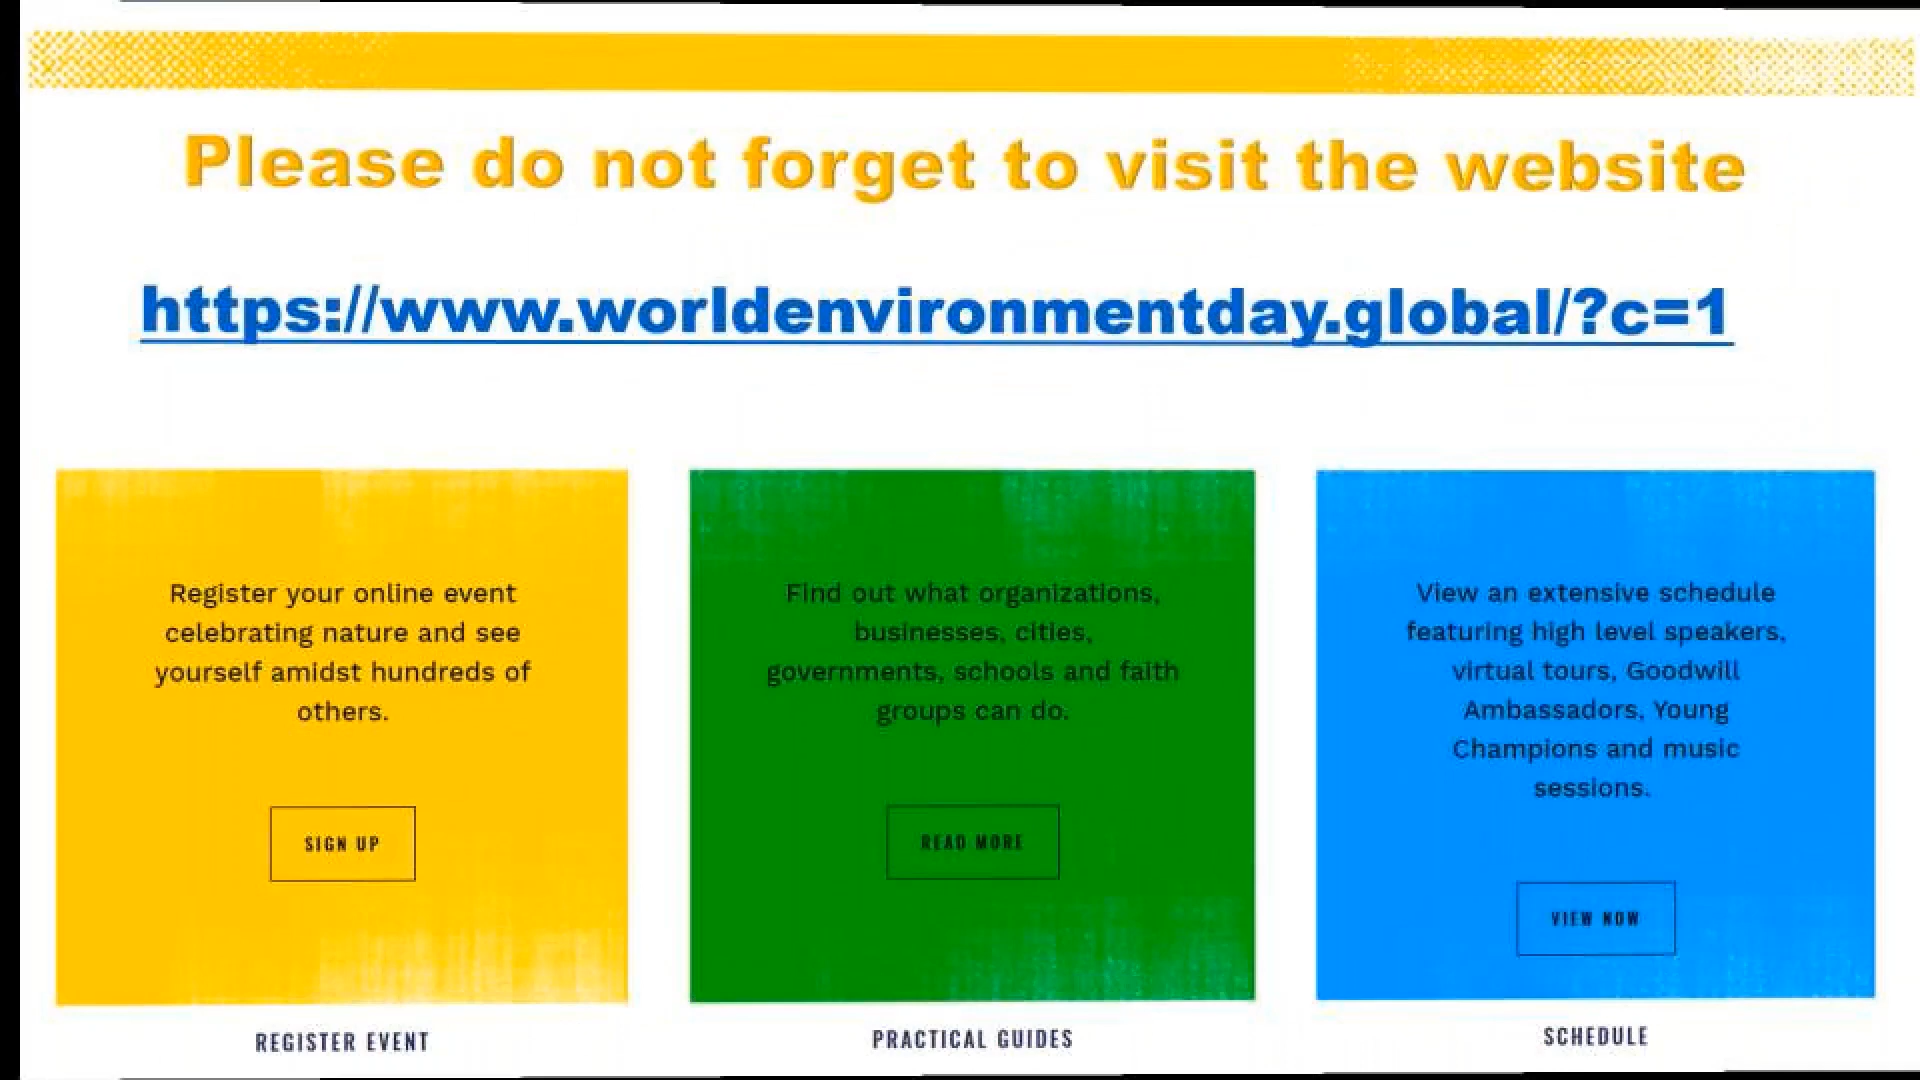 Please do not forget to visit the website
https://www.worldenvironmentday.global/?c=1
Register your online event
celebrating nature and see
yourself amidst hundreds of
others.
SIGN UP
REGISTER EVENT
Find out what organizations,
businesses, cities,
governments, schools and faith
groups can do.
READ MORE
PRACTICAL GUIDES
View an extensive schedule
featuring high level speakers,
virtual tours, Goodwill
Ambassadors, Young
Champions and music
sessions.
VIEW NOW
SCHEDULE